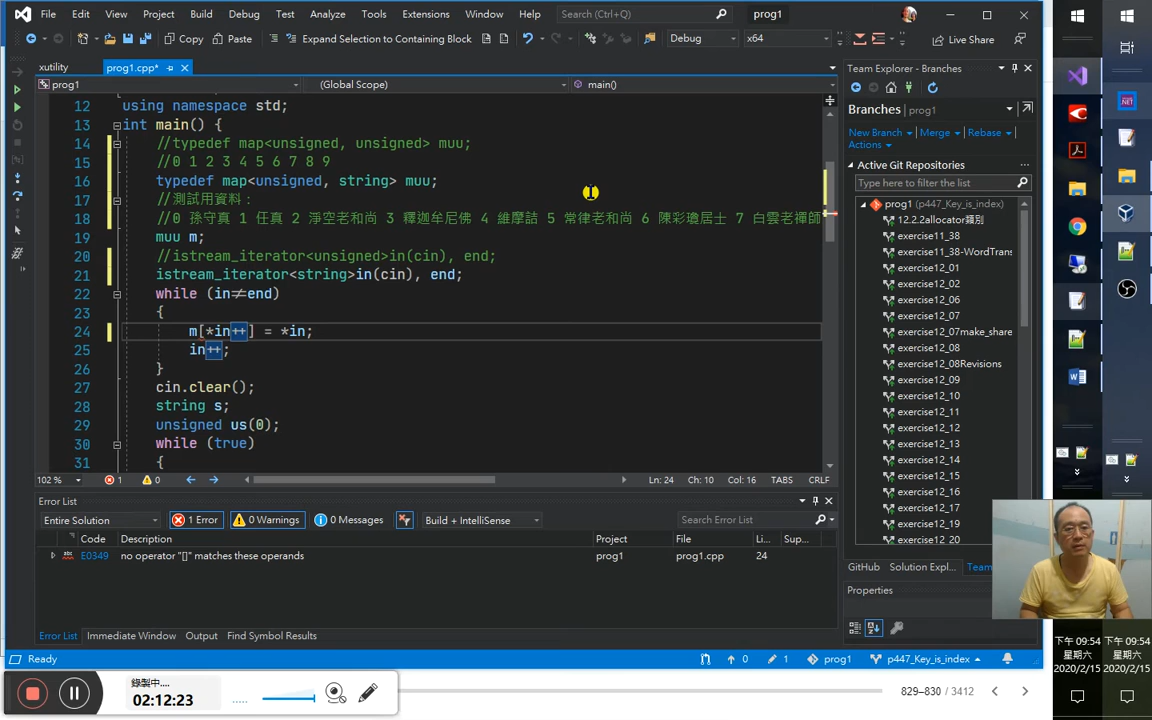 File Edit View Project Build Debug Test Analyze Tools Extensions Window Help Search (Ctrl+Q) prog1
Copy Paste Expand Selection to Containing Block Debug x64 Live Share
xutility prog1.cpp*
prog1 (Global Scope) main()
12 using namespace std;
13 int main() {
14 //typedef map<unsigned, unsigned> muu;
15 //0 1 2 3 4 5 6 7 8 9
16 typedef map<unsigned, string> muu;
17 //測試用資料：
18 //0 孫守真 1 任真 2 淨空老和尚 3 釋迦牟尼佛 4 維摩詰 5 常律老和尚 6 陳彩瓊居士 7 白雲老禪師
19 muu m;
20 //istream_iterator<unsigned>in(cin), end;
21 istream_iterator<string>in(cin), end;
22 while (in≠end)
23 {
24 m[*in++] = *in;
25 in++;
26 }
27 cin.clear();
28 string s;
29 unsigned us(0);
30 while (true)
31 {
102 % 1 0 Ln: 24 Ch: 10 Col: 16 TABS CRLF
Error List
Entire Solution 1 Error 0 Warnings 0 Messages Build + IntelliSense Search Error List
Code Description Project File Li... Sup...
E0349 no operator "[]" matches these operands prog1 prog1.cpp 24
Error List Immediate Window Output Find Symbol Results
Team Explorer - Branches
Branches prog1
New Branch Merge Rebase
Actions
Active Git Repositories
Type here to filter the list
prog1 (p447_Key_is_index)
12.2.2allocator類別
exercise11_38
exercise11_38-WordTrans
exercise12_01
exercise12_02
exercise12_06
exercise12_07
exercise12_07make_share
exercise12_08
exercise12_08Revisions
exercise12_09
exercise12_10
exercise12_11
exercise12_12
exercise12_13
exercise12_14
exercise12_15
exercise12_16
exercise12_17
exercise12_19
exercise12_20
GitHub Solution Expl... Team
Properties
Ready 0 1 prog1 p447_Key_is_index
錄製中....
02:12:23
829–830 / 3412
.NET
下午 09:54
星期六
2020/2/15
下午 09:54
星期六
2020/2/15